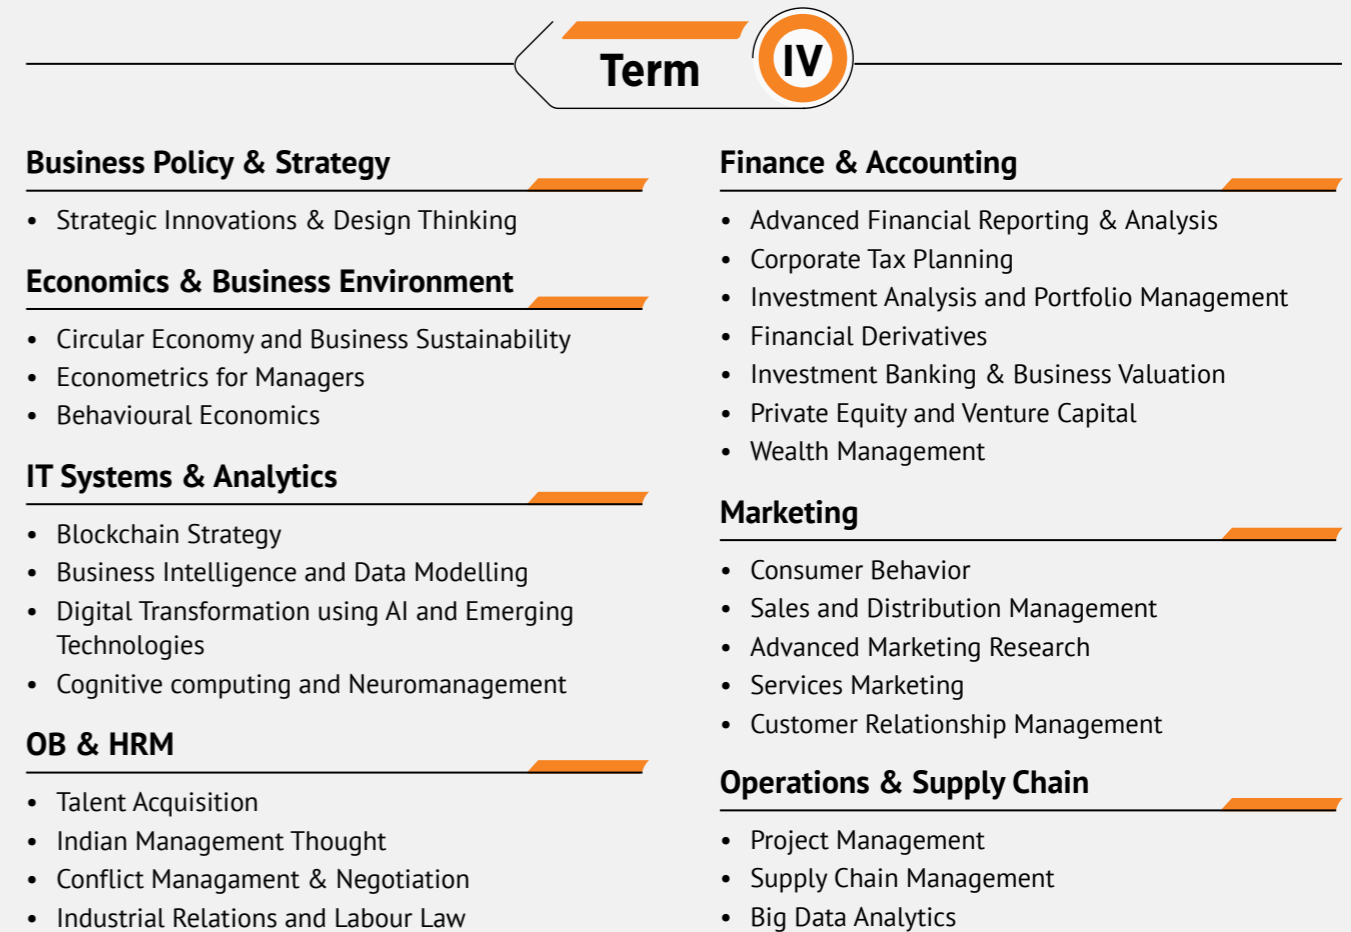 Term IV
Business Policy & Strategy
• Strategic Innovations & Design Thinking
Economics & Business Environment
• Circular Economy and Business Sustainability
• Econometrics for Managers
• Behavioural Economics
IT Systems & Analytics
• Blockchain Strategy
• Business Intelligence and Data Modelling
• Digital Transformation using AI and Emerging
Technologies
• Cognitive computing and Neuromanagement
OB & HRM
• Talent Acquisition
• Indian Management Thought
• Conflict Managament & Negotiation
• Industrial Relations and Labour Law
Finance & Accounting
• Advanced Financial Reporting & Analysis
• Corporate Tax Planning
• Investment Analysis and Portfolio Management
• Financial Derivatives
• Investment Banking & Business Valuation
• Private Equity and Venture Capital
• Wealth Management
Marketing
• Consumer Behavior
• Sales and Distribution Management
• Advanced Marketing Research
• Services Marketing
• Customer Relationship Management
Operations & Supply Chain
• Project Management
• Supply Chain Management
• Big Data Analytics